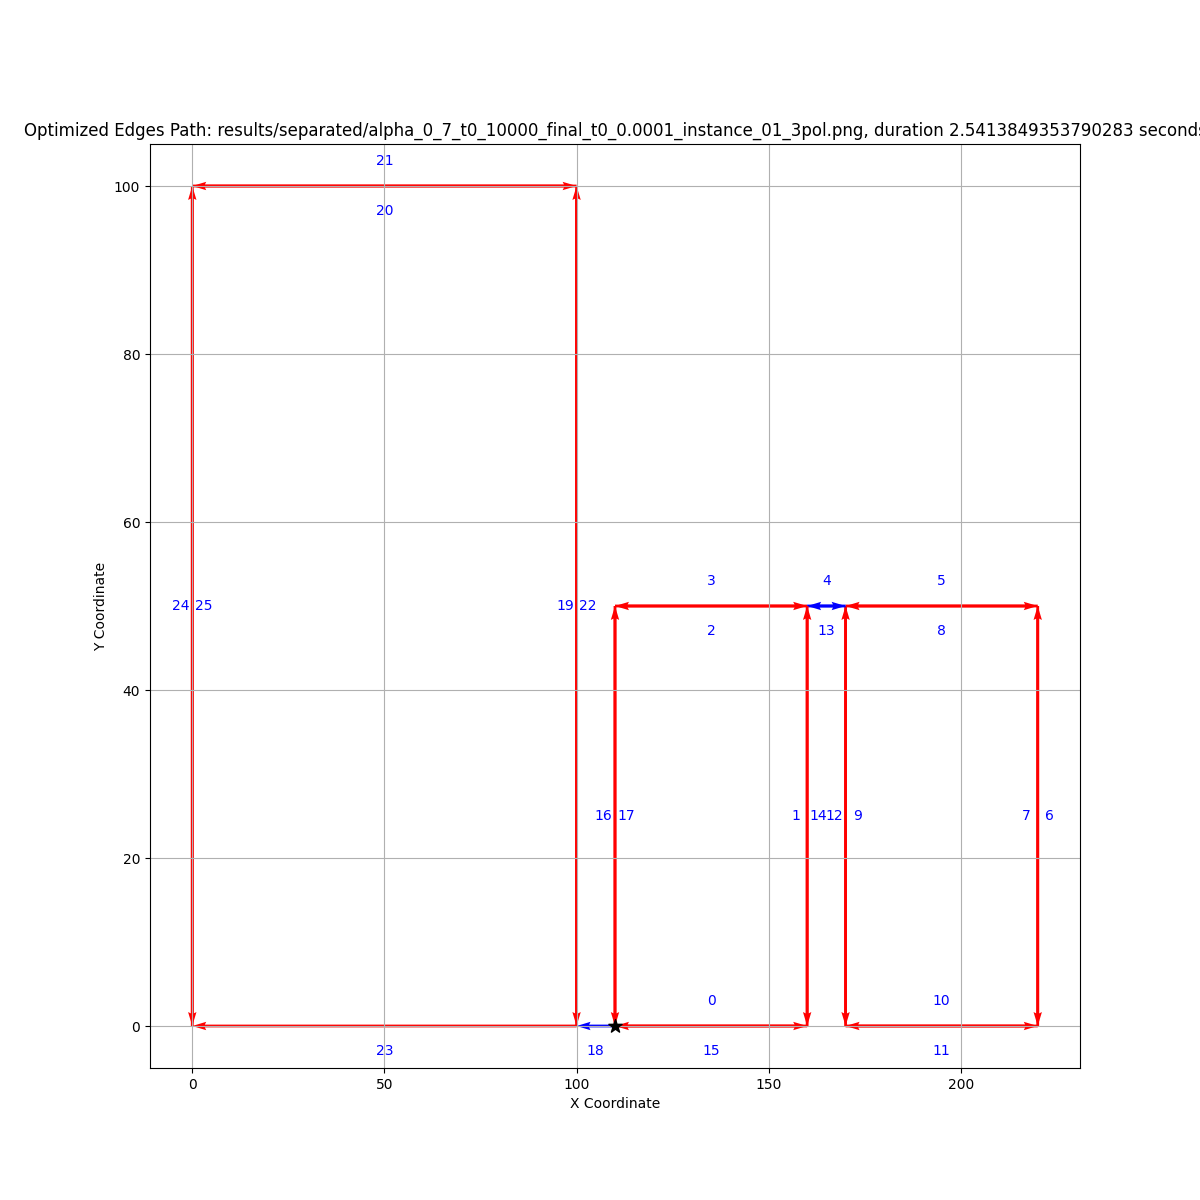 Optimized Edges Path: results/separated/alpha_0_7_t0_10000_final_t0_0.0001_instance_01_3pol.png, duration 2.5413849353790283 seconds
21
100
20
80
60
3 4 5
24 25 19 22
2 13 8
Y Coordinate
40
16 17 1 14 12 9 7 6
20
0 10
0
23 18 15 11
0 50 100 150 200
X Coordinate